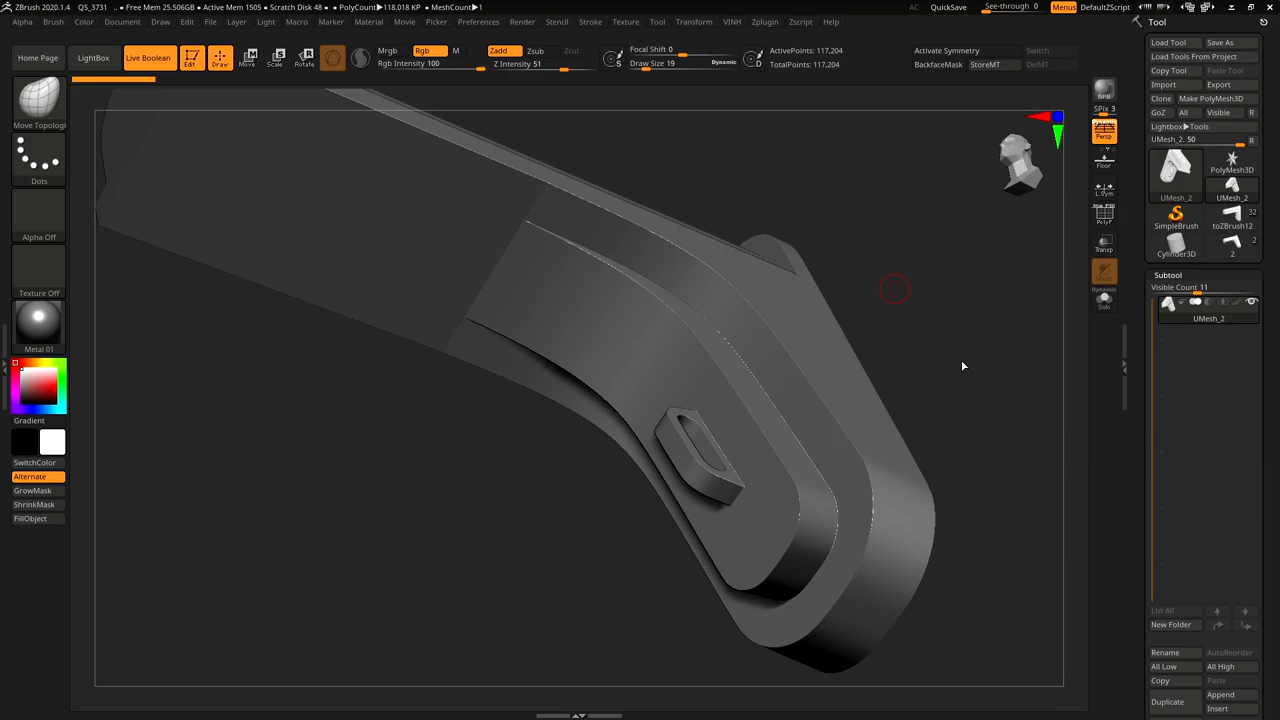 ZBrush 2020.1.4 QS_3731 .. • Free Mem 25.506GB • Active Mem 1505 • Scratch Disk 48 • PolyCount▸118.018 KP • MeshCount▸1
AC QuickSave See-through 0 Menus DefaultZScript
Alpha Brush Color Document Draw Edit File Layer Light Macro Marker Material Movie Picker Preferences Render Stencil Stroke Texture Tool Transform VINH Zplugin Zscript Help
Home Page LightBox Live Boolean Edit Draw Move Scale Rotate
Mrgb Rgb M
Rgb Intensity 100
Zadd Zsub Zcut
Z Intensity 51
S
Focal Shift 0
Draw Size 19 Dynamic
D
ActivePoints: 117,204
TotalPoints: 117,204
Activate Symmetry Switch
BackfaceMask StoreMT DelMT
Move Topologi
Dots
Alpha Off
Texture Off
Metal 01
Gradient
SwitchColor
Alternate
GrowMask
ShrinkMask
FillObject
BPR
SPix 3
Persp
Floor
L.Sym
PolyF
Transp
Ghost
Dynamic
Solo
Tool
Load Tool Save As
Load Tools From Project
Copy Tool Paste Tool
Import Export
Clone Make PolyMesh3D
GoZ All Visible R
Lightbox▸Tools
UMesh_2. 50 R
UMesh_2
PolyMesh3D
UMesh_2
SimpleBrush
32
toZBrush12
Cylinder3D
2
2
Subtool
Visible Count 11
UMesh_2
List All
New Folder
Rename AutoReorder
All Low All High
Copy Paste
Duplicate
Append
Insert